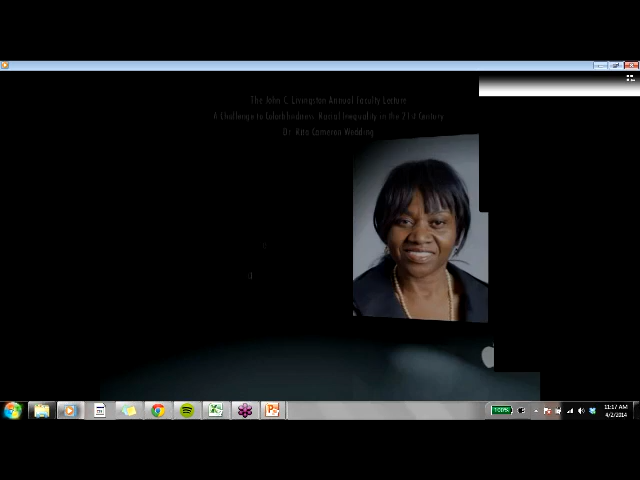 The John C. Livingston Annual Faculty Lecture
A Challenge to Colorblindness: Racial Inequality in the 21st Century
Dr. Rita Cameron Wedding
100%
11:17 AM
4/2/2014